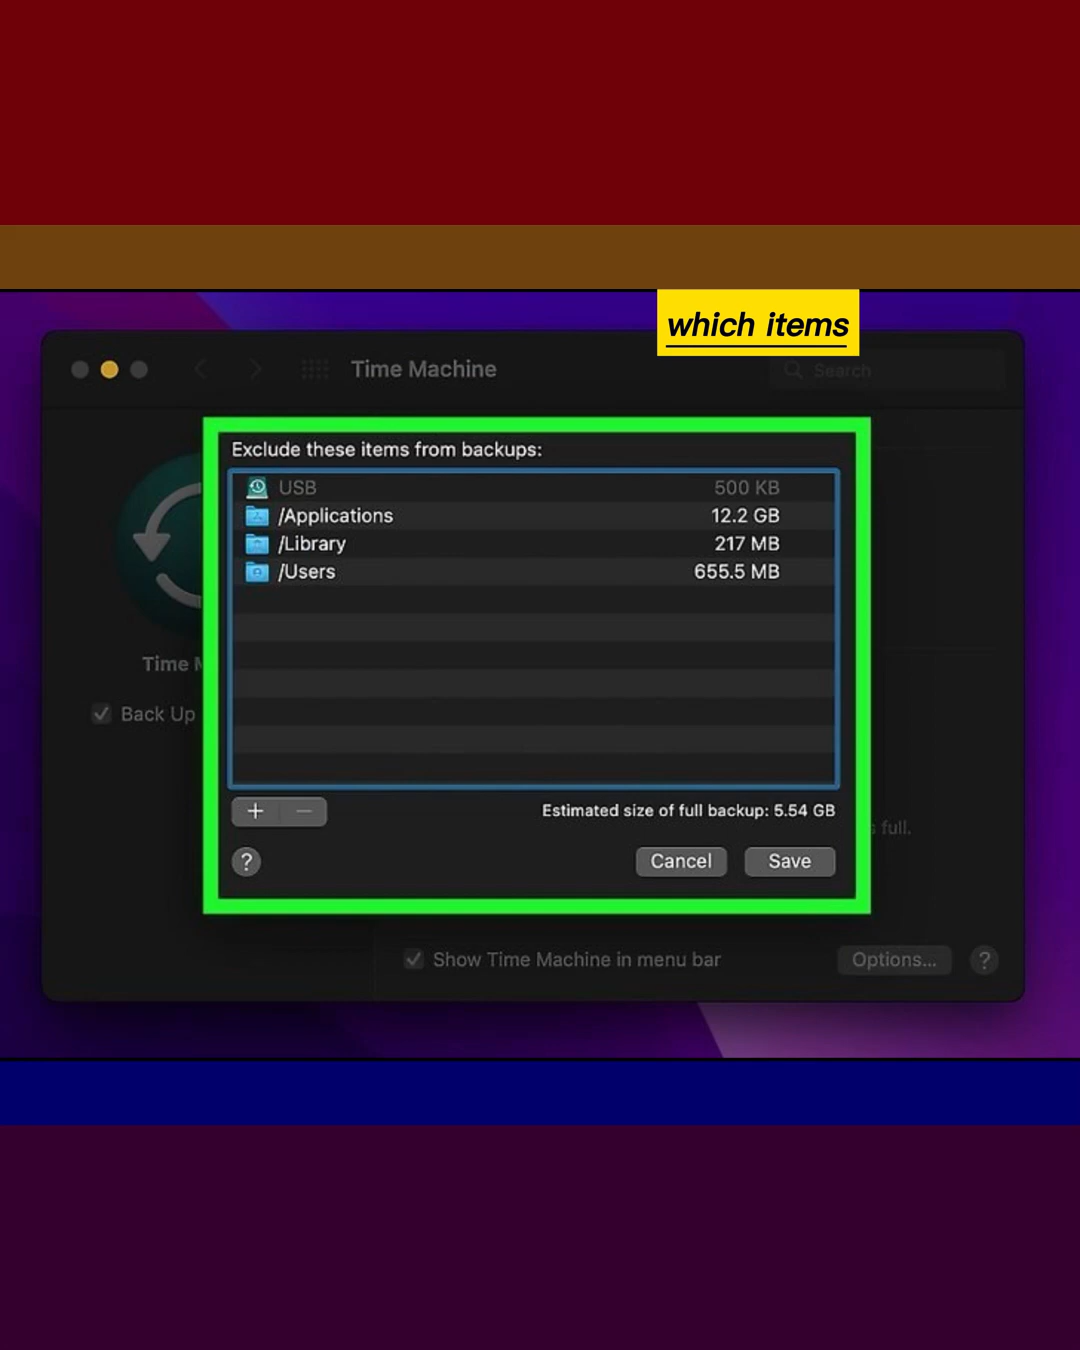 which items
Time Machine
Search
Exclude these items from backups:
USB 500 KB
/Applications 12.2 GB
/Library 217 MB
/Users 655.5 MB
Time
Back Up
+ −
Estimated size of full backup: 5.54 GB
full.
? Cancel Save
Show Time Machine in menu bar Options... ?